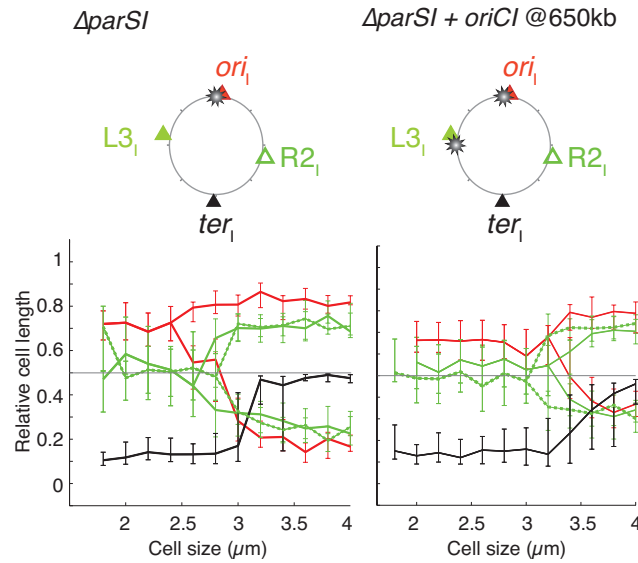 ΔparSI
ΔparSI + oriCI @650kb
oriI
L3I
R2I
terI
oriI
L3I
R2I
terI
Relative cell length
1
0.8
0.6
0.4
0.2
0
2 2.5 3 3.5 4
Cell size (µm)
2 2.5 3 3.5 4
Cell size (µm)